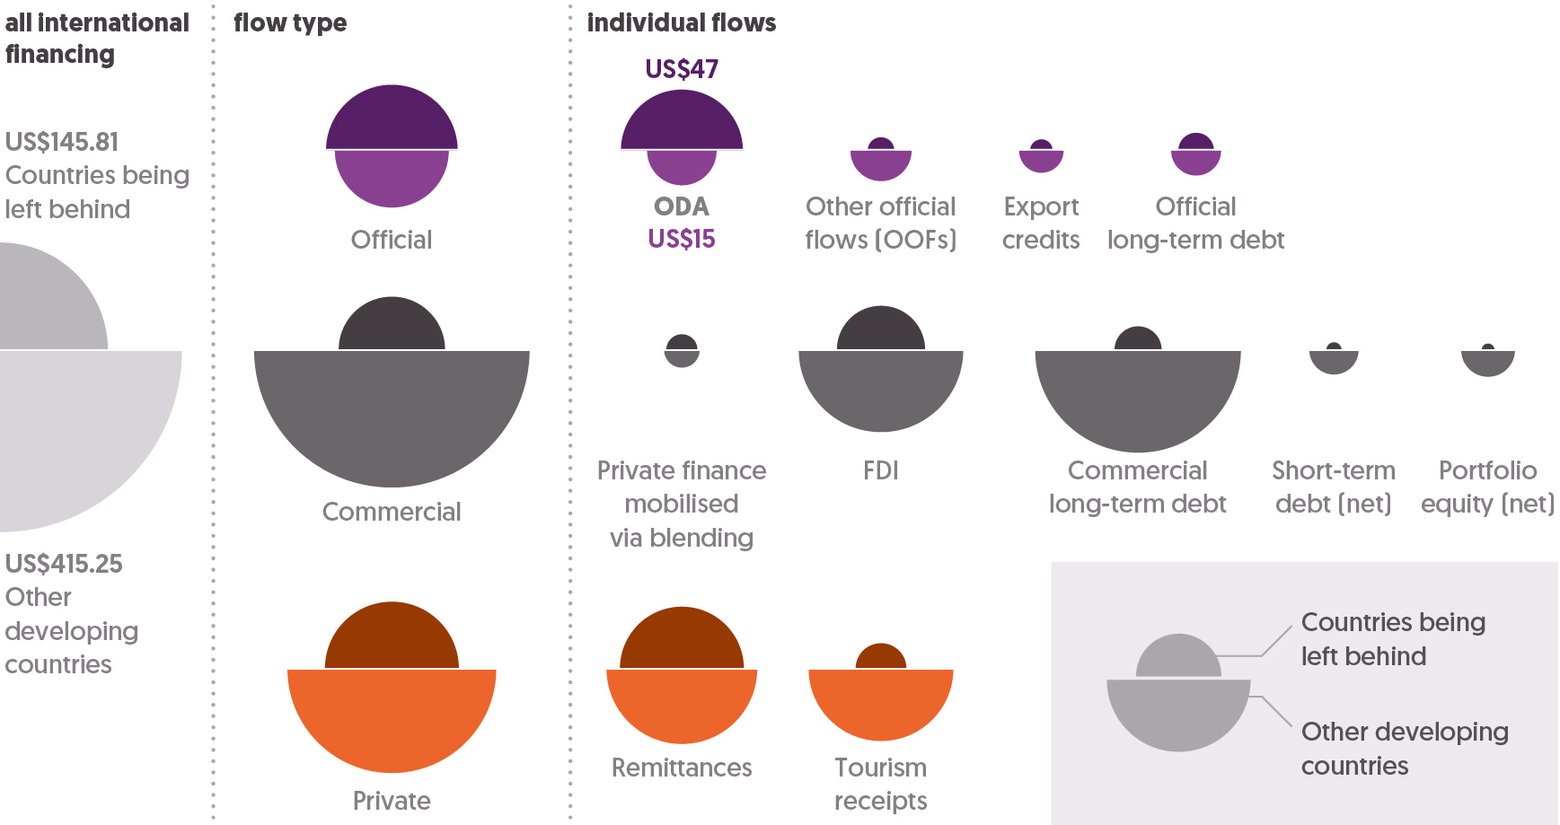 all international
financing
US$145.81
Countries being
left behind
US$415.25
Other
developing
countries
flow type
Official
Commercial
Private
individual flows
US$47
ODA
US$15
Other official
flows (OOFs)
Export
credits
Official
long-term debt
Private finance
mobilised
via blending
FDI
Commercial
long-term debt
Short-term
debt (net)
Portfolio
equity (net)
Remittances
Tourism
receipts
Countries being
left behind
Other developing
countries